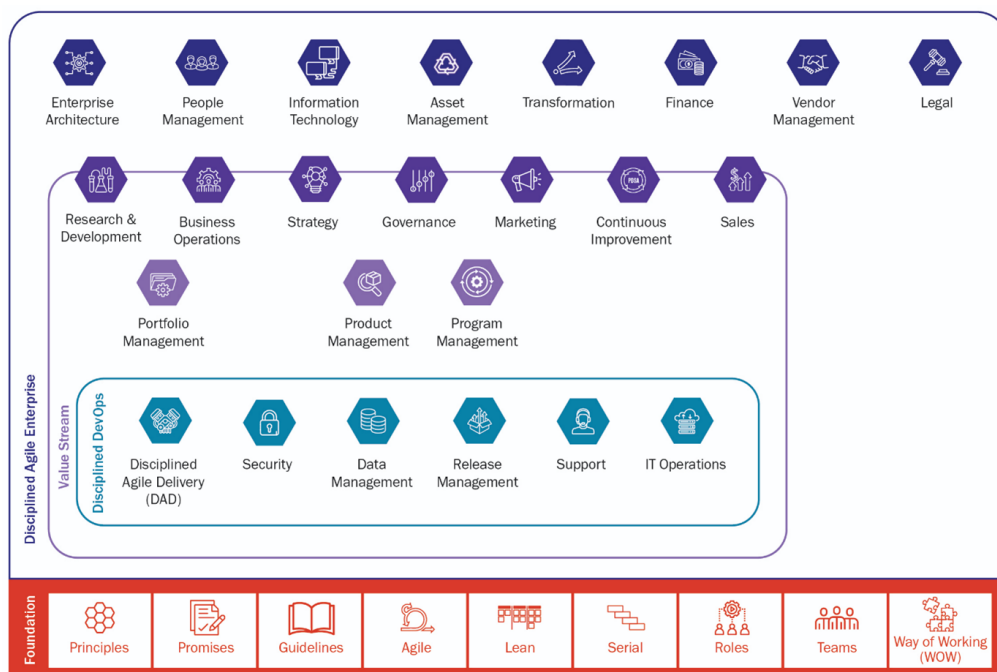 Enterprise
Architecture
People
Management
Information
Technology
Asset
Management
Transformation
Finance
Vendor
Management
Legal
Research &
Development
Business
Operations
Strategy
Governance
Marketing
PDSA
Continuous
Improvement
Sales
Portfolio
Management
Product
Management
Program
Management
Disciplined Agile Enterprise
Value Stream
Disciplined DevOps
Disciplined
Agile Delivery
(DAD)
Security
Data
Management
Release
Management
Support
IT Operations
Foundation
Principles
Promises
Guidelines
Agile
Lean
Serial
Roles
Teams
Way of Working
(WOW)